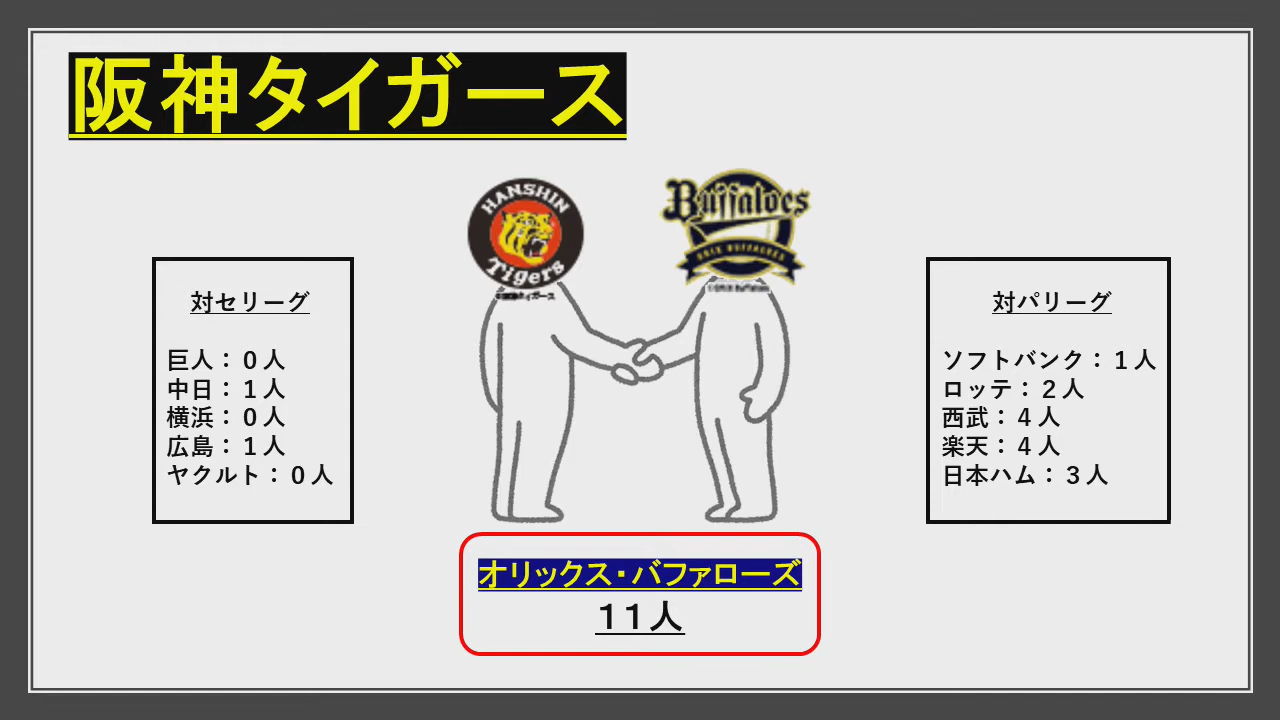 阪神タイガース
HANSHIN
Tigers
Buffaloes
ORIX BUFFALOES
対セリーグ
巨人：０人
中日：１人
横浜：０人
広島：１人
ヤクルト：０人
対パリーグ
ソフトバンク：１人
ロッテ：２人
西武：４人
楽天：４人
日本ハム：３人
オリックス・バファローズ
１１人